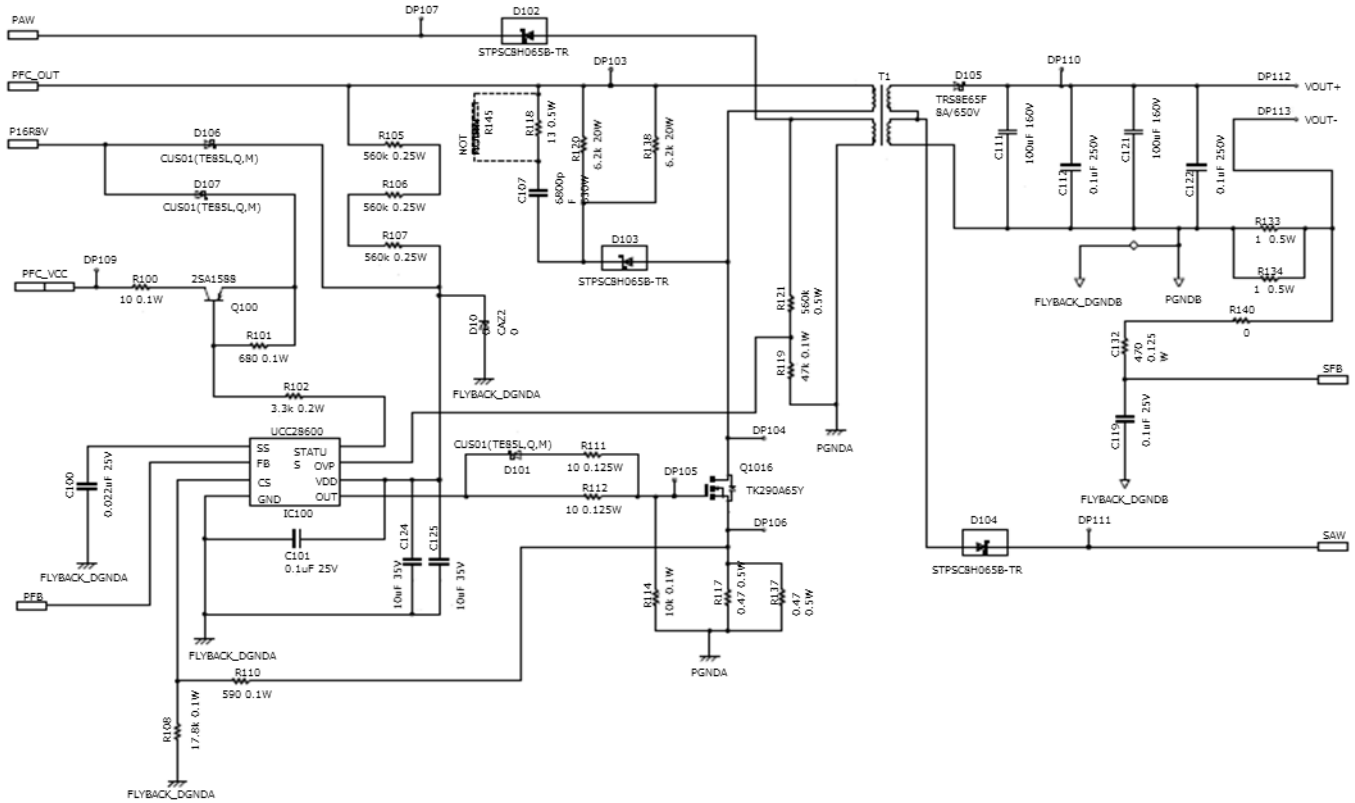 PAW
DP107
D102
STPSC8H065B-TR
PFC_OUT
DP103
T1
D105
TRS8E65F
8A/650V
DP110
DP112
VOUT+
DP113
VOUT-
P16R8V
D106
CUS01(TE85L,Q,M)
D107
CUS01(TE85L,Q,M)
R105
560k 0.25W
R106
560k 0.25W
R107
560k 0.25W
NOT
R145
R118
13 0.5W
C107
6800p
F 630W
R120
6.2k 20W
R138
6.2k 20W
D103
STPSC8H065B-TR
C111
100uF 160V
C112
0.1uF 250V
C121
100uF 160V
C122
0.1uF 250V
R133
1 0.5W
R134
1 0.5W
FLYBACK_DGNDB
PGNDB
R140
0
C132
470
0.125
W
SFB
C119
0.1uF 25V
FLYBACK_DGNDB
PFC_VCC
DP109
R100
10 0.1W
2SA1588
Q100
R101
680 0.1W
R102
3.3k 0.2W
D10
CAZ2
0
FLYBACK_DGNDA
R121
560k
0.5W
R119
47k 0.1W
PGNDA
UCC28600
SS
STATU
S
FB
OVP
CS
VDD
GND
OUT
IC100
C100
0.022uF 25V
FLYBACK_DGNDA
PFB
C101
0.1uF 25V
C124
10uF 35V
C125
10uF 35V
FLYBACK_DGNDA
CUS01(TE85L,Q,M)
D101
R111
10 0.125W
R112
10 0.125W
DP105
DP104
Q1016
TK290A65Y
DP106
R114
10k 0.1W
R117
0.47 0.5W
R137
0.47
0.5W
PGNDA
D104
STPSC8H065B-TR
DP111
SAW
R110
590 0.1W
R108
17.8k 0.1W
FLYBACK_DGNDA